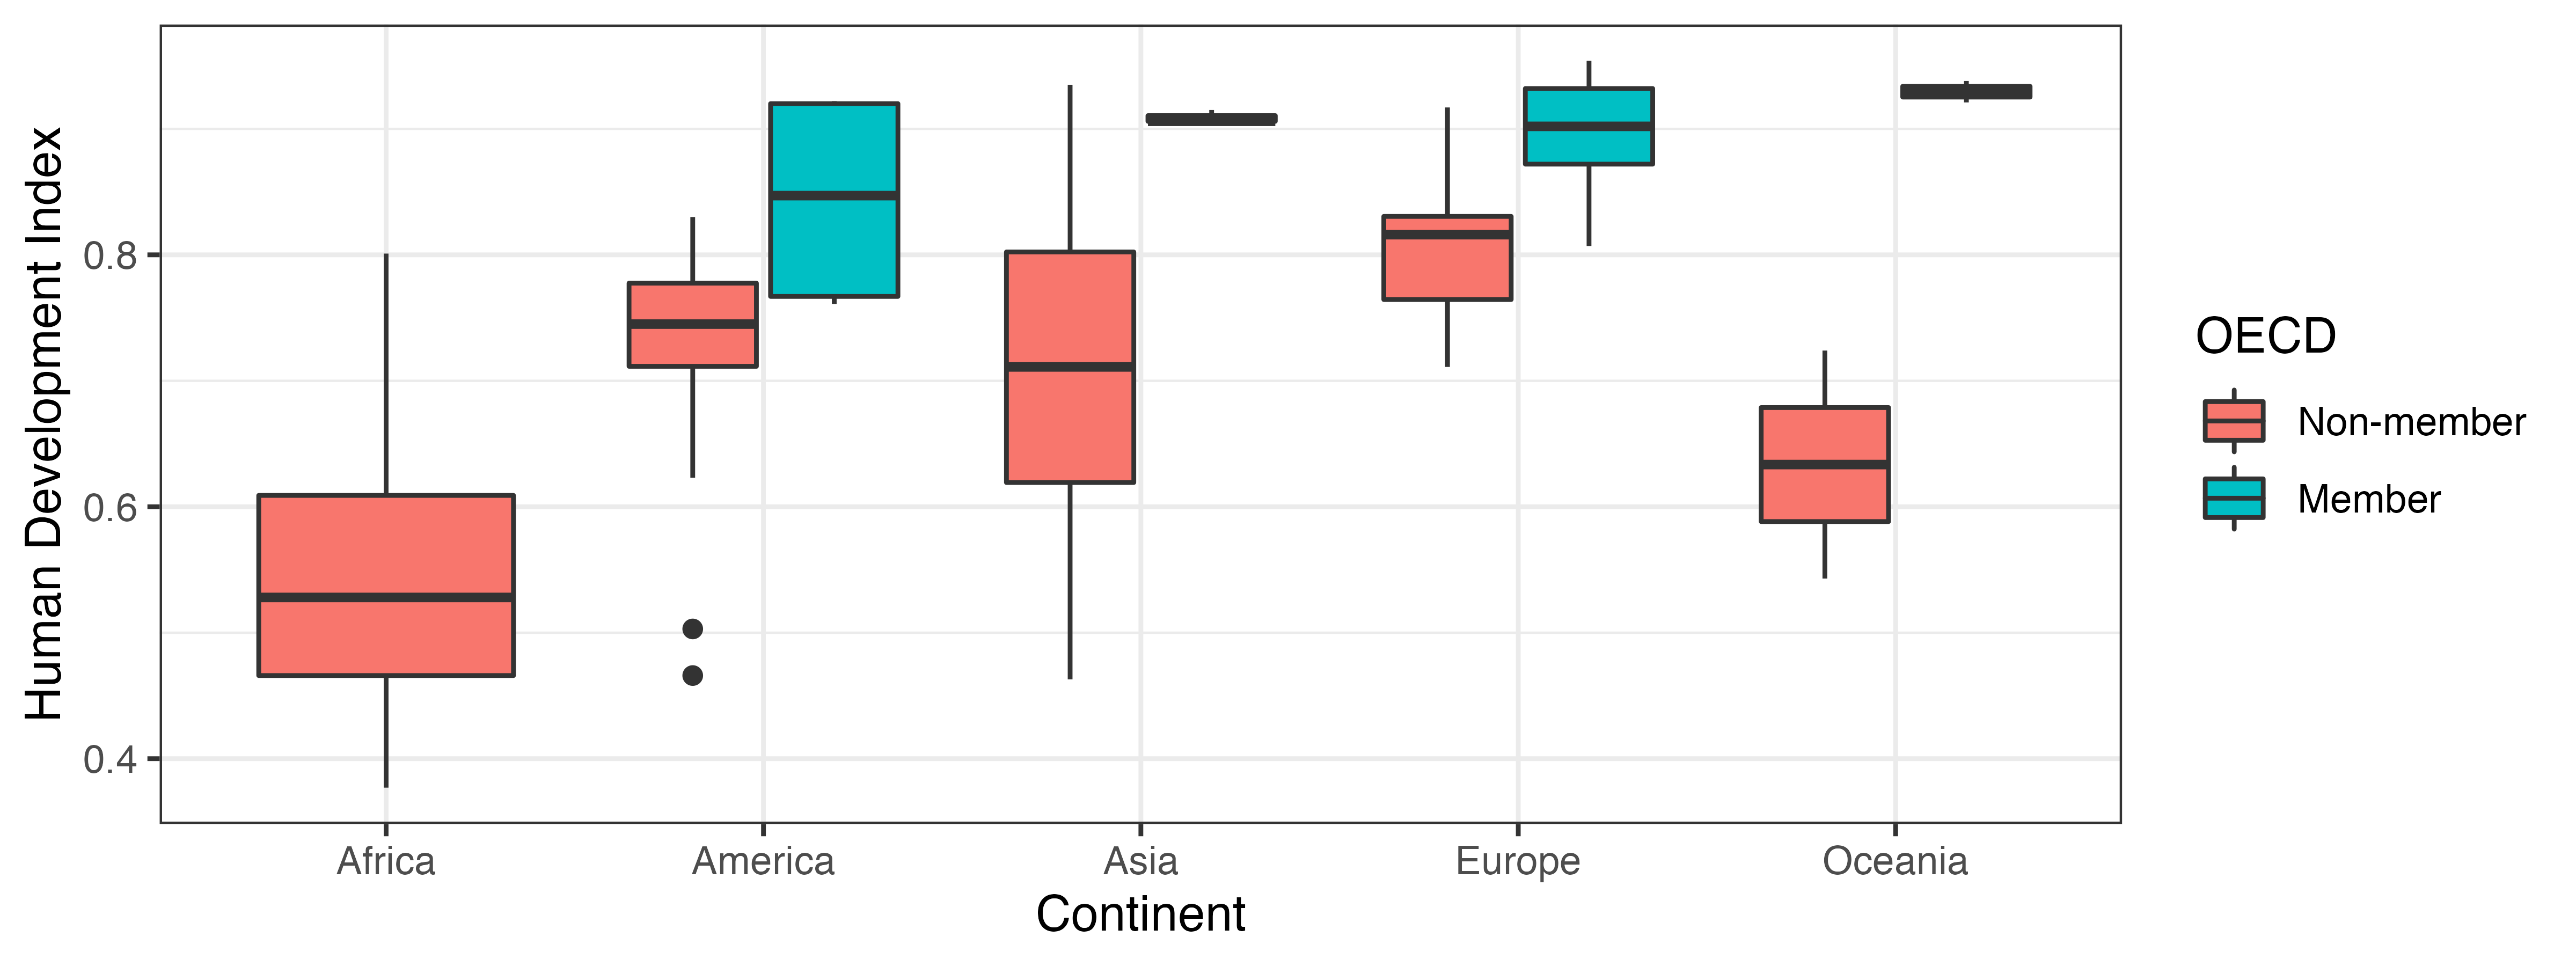 Human Development Index
0.8
0.6
0.4
Africa
America
Asia
Europe
Oceania
Continent
OECD
Non-member
Member